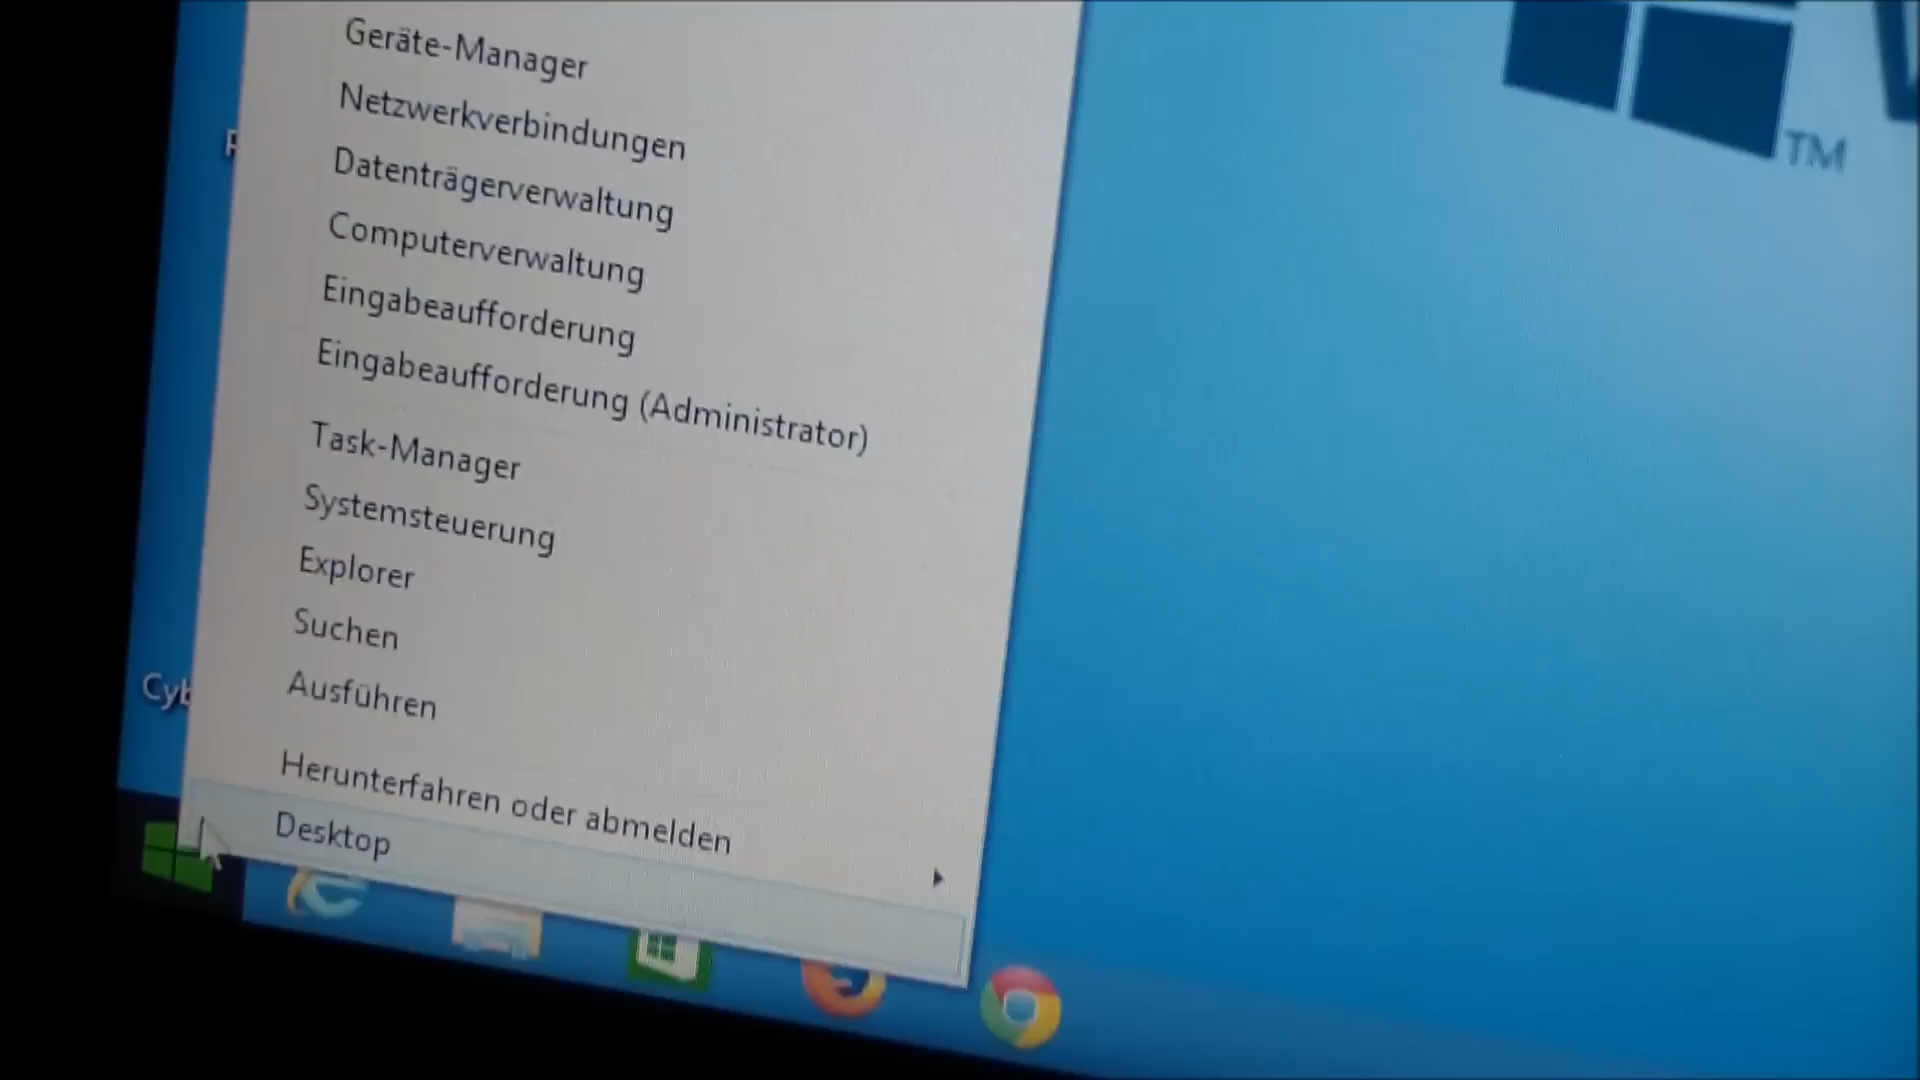 Geräte-Manager
Netzwerkverbindungen
Datenträgerverwaltung
Computerverwaltung
Eingabeaufforderung
Eingabeaufforderung (Administrator)
Task-Manager
Systemsteuerung
Explorer
Suchen
Ausführen
Herunterfahren oder abmelden
Desktop
Cyb
TM